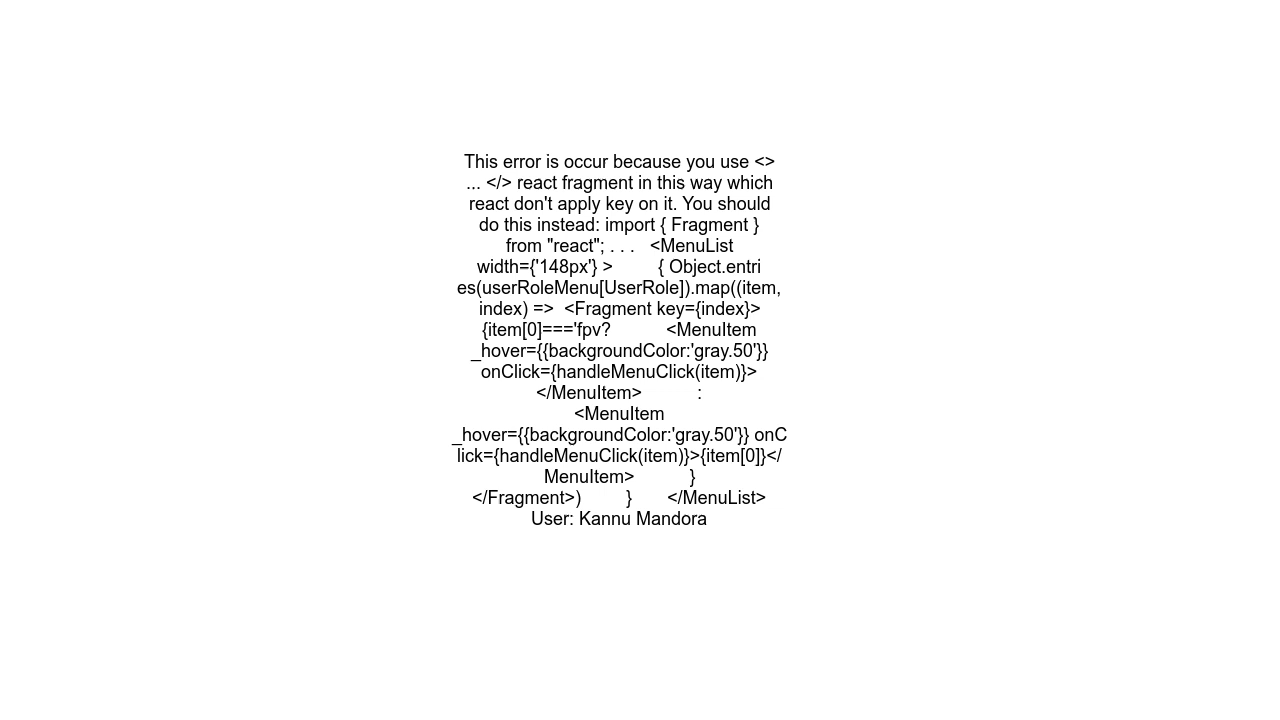 This error is occur because you use <>
... </> react fragment in this way which
react don't apply key on it. You should
do this instead: import { Fragment }
from "react"; . . .   <MenuList
width={'148px'} >         { Object.entri
es(userRoleMenu[UserRole]).map((item,
index) =>  <Fragment key={index}>
{item[0]==='fpv?           <MenuItem
_hover={{backgroundColor:'gray.50'}}
onClick={handleMenuClick(item)}>
</MenuItem>           :
<MenuItem
_hover={{backgroundColor:'gray.50'}} onC
lick={handleMenuClick(item)}>{item[0]}</
MenuItem>           }
</Fragment>)         }       </MenuList>
User: Kannu Mandora